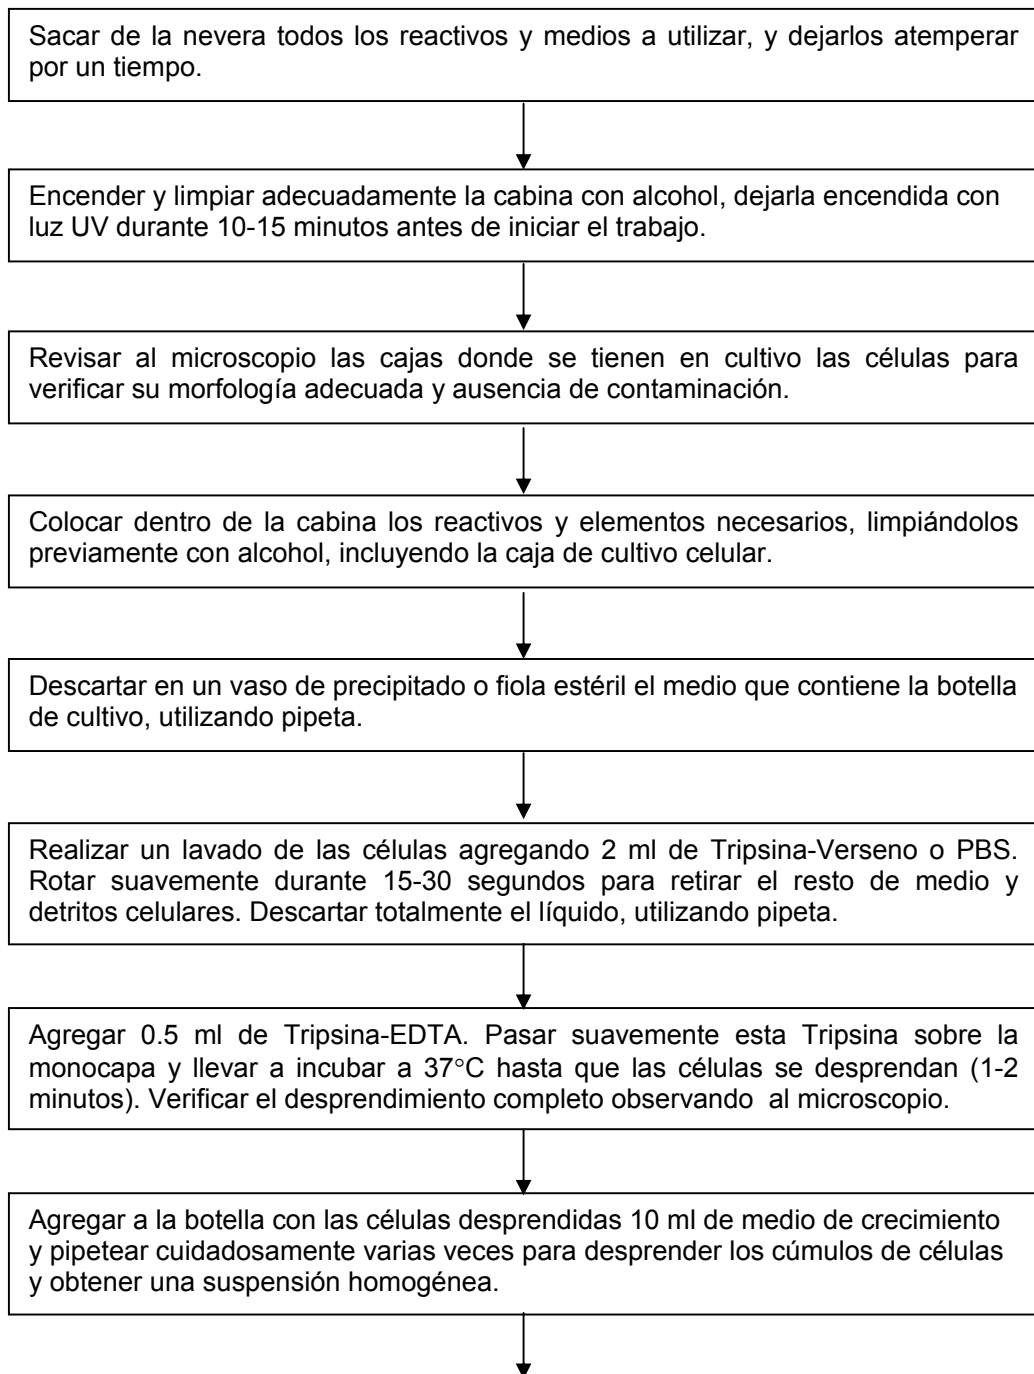 Sacar de la nevera todos los reactivos y medios a utilizar, y dejarlos atemperar
por un tiempo.
Encender y limpiar adecuadamente la cabina con alcohol, dejarla encendida con
luz UV durante 10-15 minutos antes de iniciar el trabajo.
Revisar al microscopio las cajas donde se tienen en cultivo las células para
verificar su morfología adecuada y ausencia de contaminación.
Colocar dentro de la cabina los reactivos y elementos necesarios, limpiándolos
previamente con alcohol, incluyendo la caja de cultivo celular.
Descartar en un vaso de precipitado o fiola estéril el medio que contiene la botella
de cultivo, utilizando pipeta.
Realizar un lavado de las células agregando 2 ml de Tripsina-Verseno o PBS.
Rotar suavemente durante 15-30 segundos para retirar el resto de medio y
detritos celulares. Descartar totalmente el líquido, utilizando pipeta.
Agregar 0.5 ml de Tripsina-EDTA. Pasar suavemente esta Tripsina sobre la
monocapa y llevar a incubar a 37°C hasta que las células se desprendan (1-2
minutos). Verificar el desprendimiento completo observando al microscopio.
Agregar a la botella con las células desprendidas 10 ml de medio de crecimiento
y pipetear cuidadosamente varias veces para desprender los cúmulos de células
y obtener una suspensión homogénea.